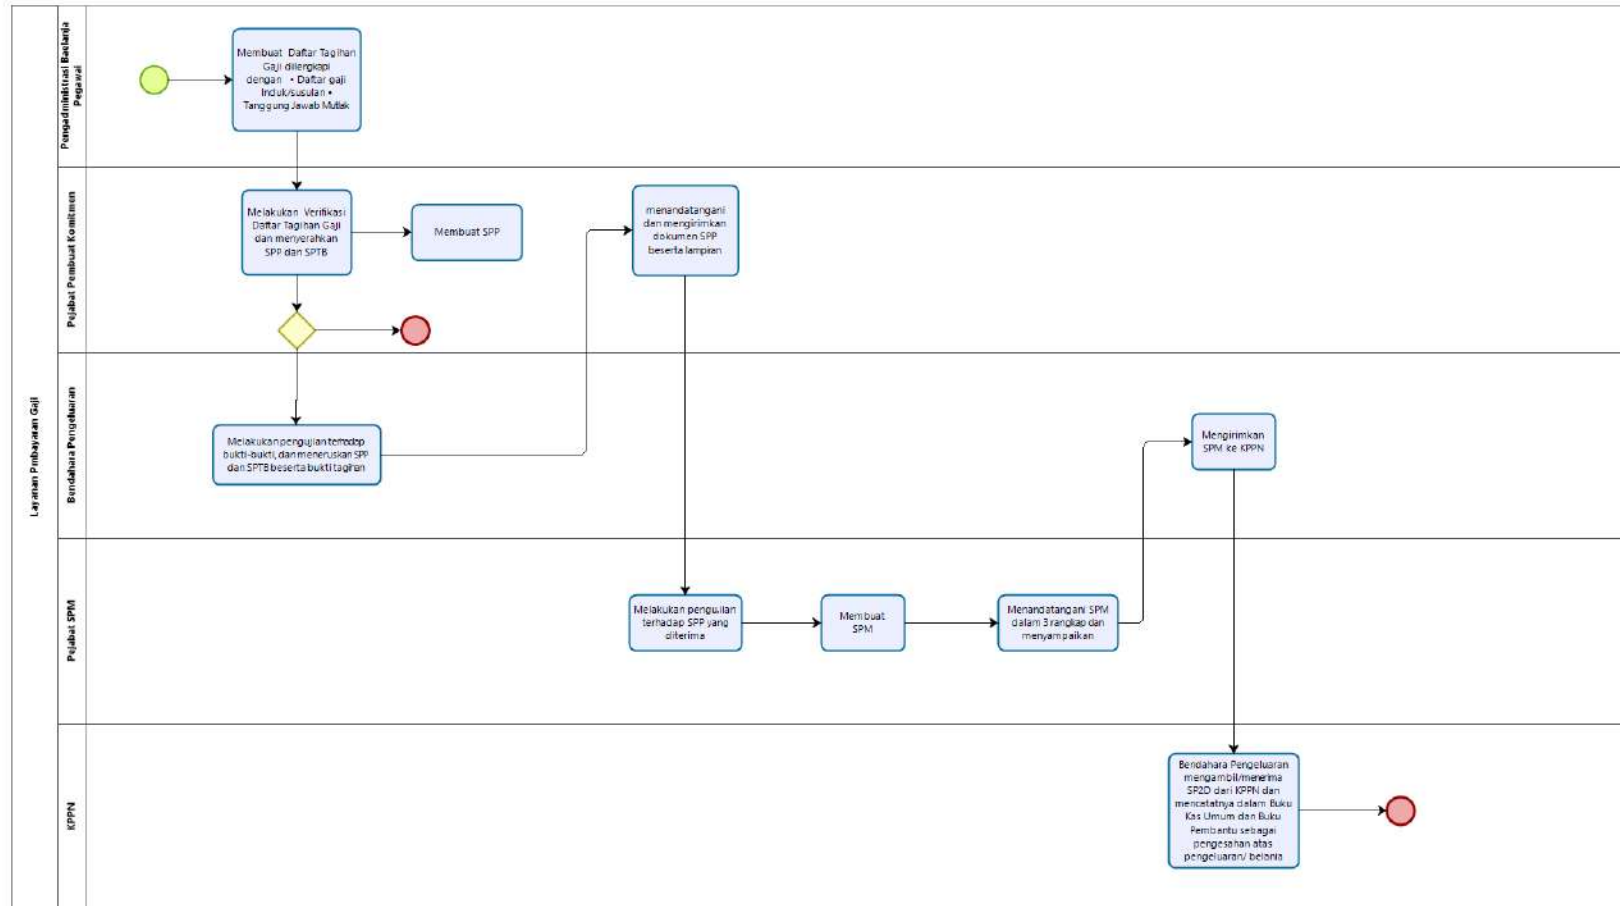 Layanan Pmbayaran Gaji
Pengadministrasi Baelanja
Pegawai
Membuat Daftar Tagihan
Gaji dilengkapi
dengan • Daftar gaji
Induk/susulan •
Tanggung Jawab Mutlak
Pejabat Pembuat Komitmen
Melakukan Verifikasi
Daftar Tagihan Gaji
dan menyerahkan
SPP dan SPTB
Membuat SPP
menandatangani
dan mengirimkan
dokumen SPP
beserta lampiran
Bendahara Pengeluaran
Melakukan pengujian terhadap
bukti-bukti, dan meneruskan SPP
dan SPTB beserta bukti tagihan
Mengirimkan
SPM ke KPPN
Pejabat SPM
Melakukan pengujian
terhadap SPP yang
diterima
Membuat
SPM
Menandatangani SPM
dalam 3 rangkap dan
menyampaikan
KPPN
Bendahara Pengeluaran
mengambil/menerima
SP2D dari KPPN dan
mencatatnya dalam Buku
Kas Umum dan Buku
Pembantu sebagai
pengesahan atas
pengeluaran/ belanja